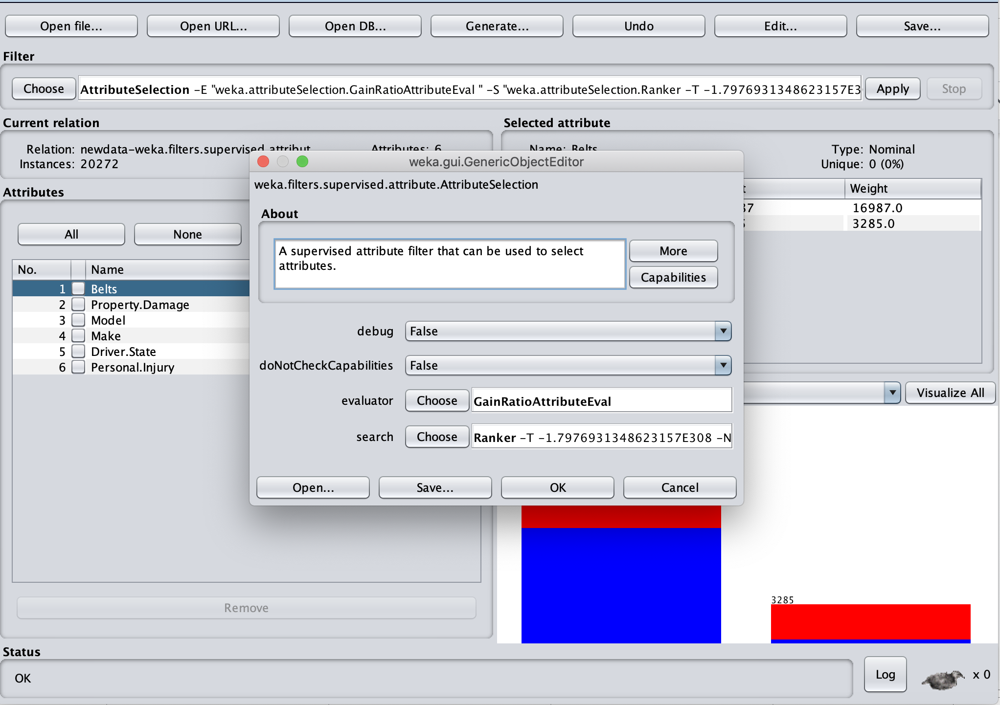 Open file... Open URL... Open DB... Generate... Undo Edit... Save...
Filter
Choose AttributeSelection -E "weka.attributeSelection.GainRatioAttributeEval " -S "weka.attributeSelection.Ranker -T -1.7976931348623157E3 Apply Stop
Current relation
Relation: newdata-weka.filters.supervised.attribut Attributes: 6
Instances: 20272
Selected attribute
Name: Belts Type: Nominal
Unique: 0 (0%)
Weight
16987.0
3285.0
Attributes
All None
No. Name
1 Belts
2 Property.Damage
3 Model
4 Make
5 Driver.State
6 Personal.Injury
Remove
weka.gui.GenericObjectEditor
weka.filters.supervised.attribute.AttributeSelection
About
A supervised attribute filter that can be used to select
attributes.
More
Capabilities
debug False
doNotCheckCapabilities False
evaluator Choose GainRatioAttributeEval
search Choose Ranker -T -1.7976931348623157E308 -N
Open... Save... OK Cancel
Visualize All
3285
Status
OK
Log x 0